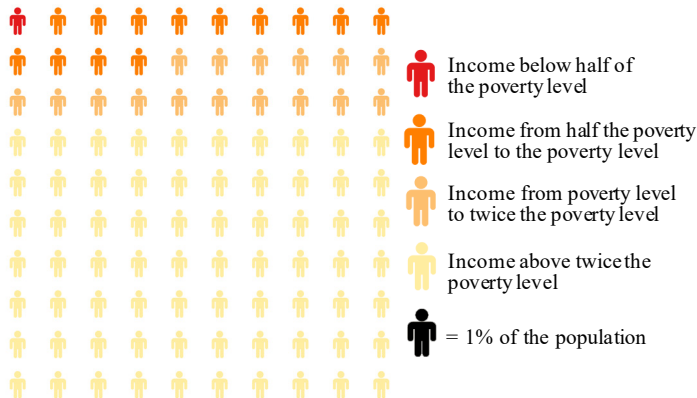 Income below half of
the poverty level
Income from half the poverty
level to the poverty level
Income from poverty level
to twice the poverty level
Income above twice the
poverty level
= 1% of the population